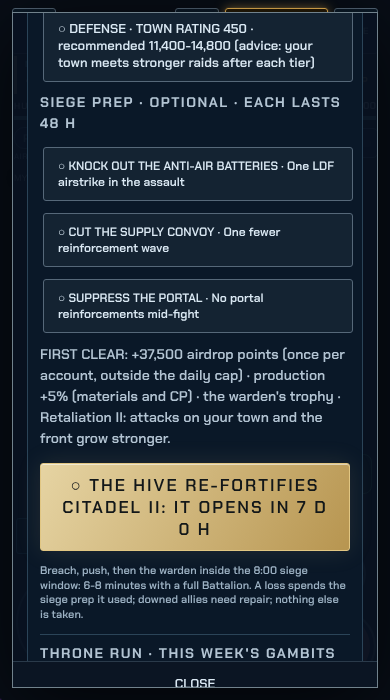 ○ DEFENSE · TOWN RATING 450 ·
recommended 11,400-14,800 (advice: your
town meets stronger raids after each tier)
SIEGE PREP · OPTIONAL · EACH LASTS
48 H
○ KNOCK OUT THE ANTI-AIR BATTERIES · One LDF
airstrike in the assault
○ CUT THE SUPPLY CONVOY · One fewer
reinforcement wave
○ SUPPRESS THE PORTAL · No portal
reinforcements mid-fight
FIRST CLEAR: +37,500 airdrop points (once per
account, outside the daily cap) · production
+5% (materials and CP) · the warden's trophy ·
Retaliation II: attacks on your town and the
front grow stronger.
○ THE HIVE RE-FORTIFIES
CITADEL II: IT OPENS IN 7 D
0 H
Breach, push, then the warden inside the 8:00 siege
window: 6-8 minutes with a full Battalion. A loss spends the
siege prep it used; downed allies need repair; nothing else
is taken.
THRONE RUN · THIS WEEK'S GAMBITS
CLOSE